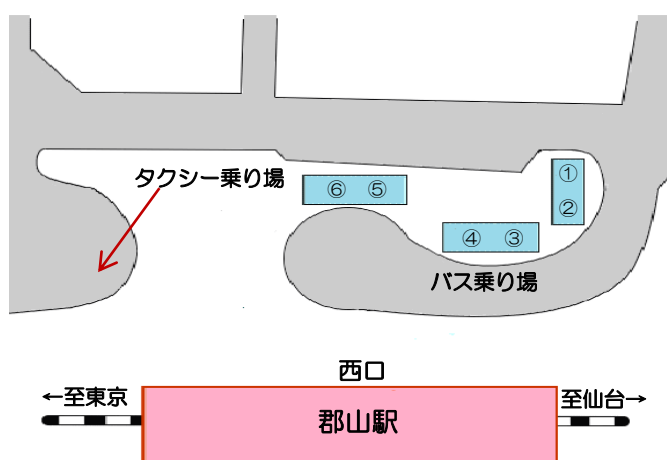 ①
②
タクシー乗り場
⑥ ⑤
④ ③
バス乗り場
西口
←至東京
至仙台→
郡山駅